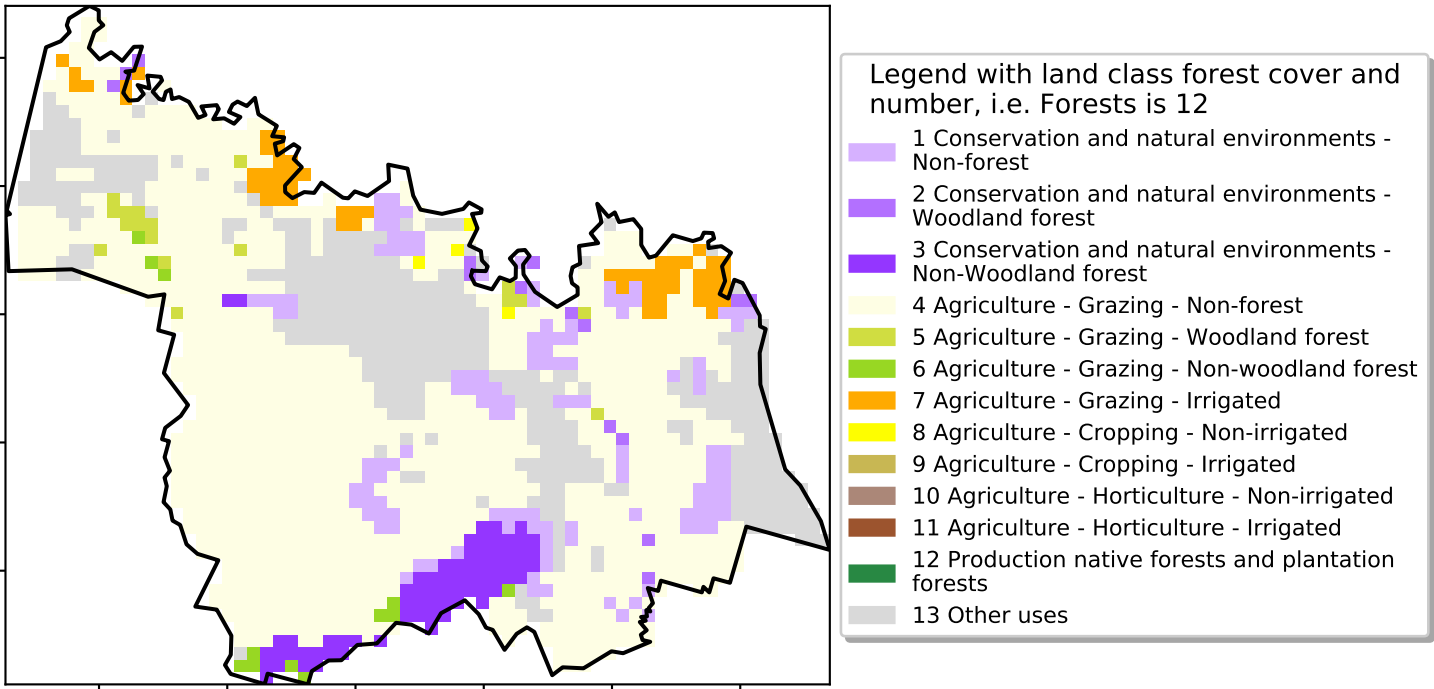 Legend with land class forest cover and
number, i.e. Forests is 12
1 Conservation and natural environments -
Non-forest
2 Conservation and natural environments -
Woodland forest
3 Conservation and natural environments -
Non-Woodland forest
4 Agriculture - Grazing - Non-forest
5 Agriculture - Grazing - Woodland forest
6 Agriculture - Grazing - Non-woodland forest
7 Agriculture - Grazing - Irrigated
8 Agriculture - Cropping - Non-irrigated
9 Agriculture - Cropping - Irrigated
10 Agriculture - Horticulture - Non-irrigated
11 Agriculture - Horticulture - Irrigated
12 Production native forests and plantation
forests
13 Other uses